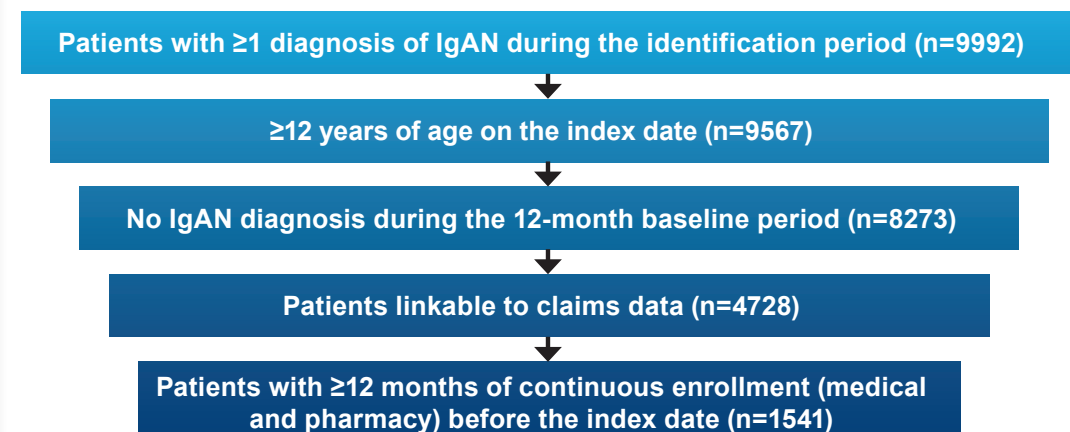 Patients with ≥1 diagnosis of IgAN during the identification period (n=9992)
≥12 years of age on the index date (n=9567)
No IgAN diagnosis during the 12-month baseline period (n=8273)
Patients linkable to claims data (n=4728)
Patients with ≥12 months of continuous enrollment (medical
and pharmacy) before the index date (n=1541)